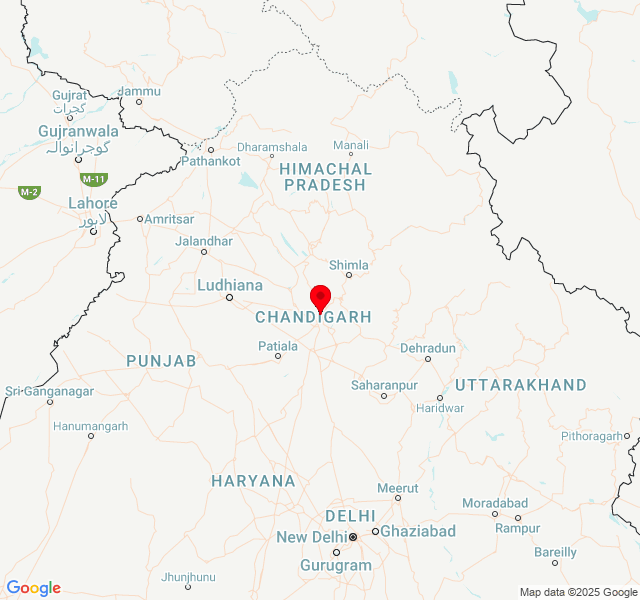 Gujrat
گجرات
Jammu
Gujranwala
گوجرانوالہ
Pathankot
Dharamshala
Manali
HIMACHAL
PRADESH
M-11
M-2
Lahore
لاہور
Amritsar
Jalandhar
Shimla
Ludhiana
CHANDIGARH
Patiala
Dehradun
PUNJAB
Saharanpur
UTTARAKHAND
Sri Ganganagar
Haridwar
Hanumangarh
Pithoragarh
HARYANA
Meerut
Moradabad
Rampur
DELHI
New Delhi
Ghaziabad
Gurugram
Bareilly
Jhunjhunu
Google
Map data ©2025 Google